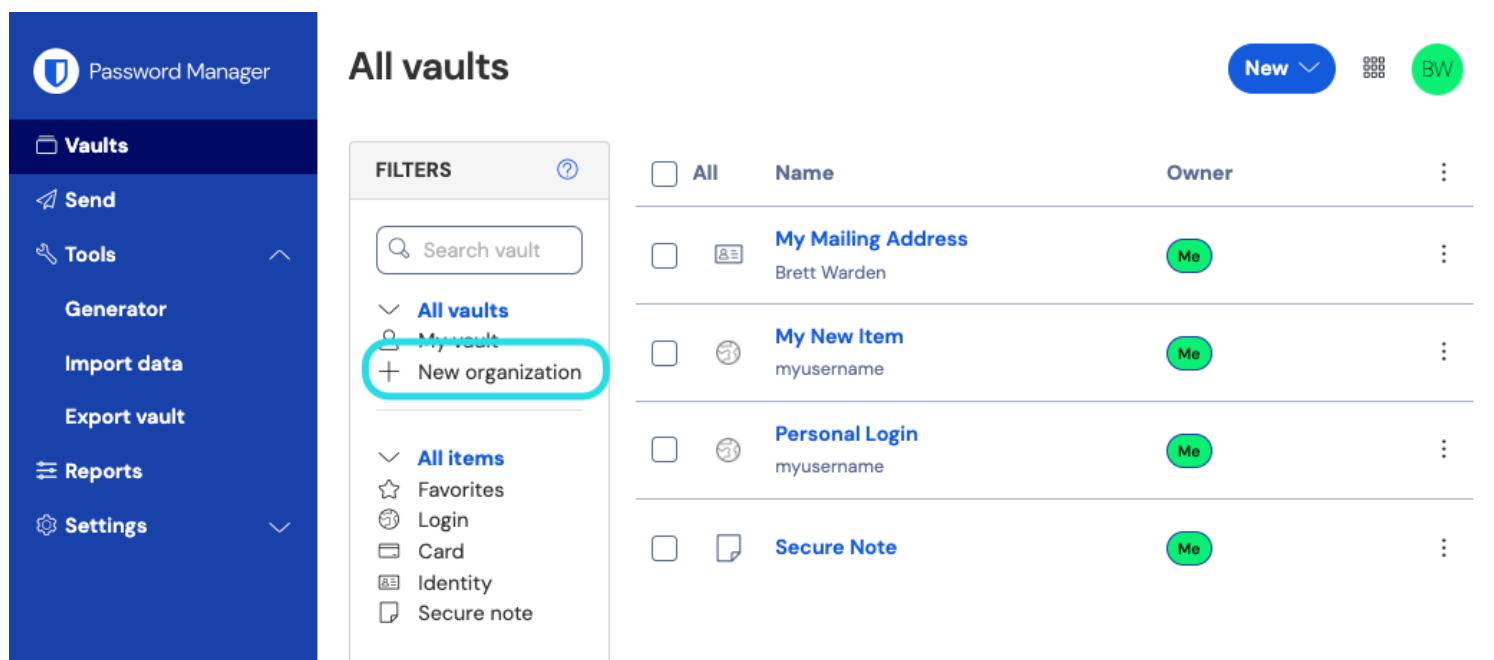 Password Manager
Vaults
Send
Tools
Generator
Import data
Export vault
Reports
Settings
All vaults
New
BW
FILTERS
Search vault
All vaults
My vault
New organization
All items
Favorites
Login
Card
Identity
Secure note
All Name Owner
My Mailing Address
Brett Warden
Me
My New Item
myusername
Me
Personal Login
myusername
Me
Secure Note
Me